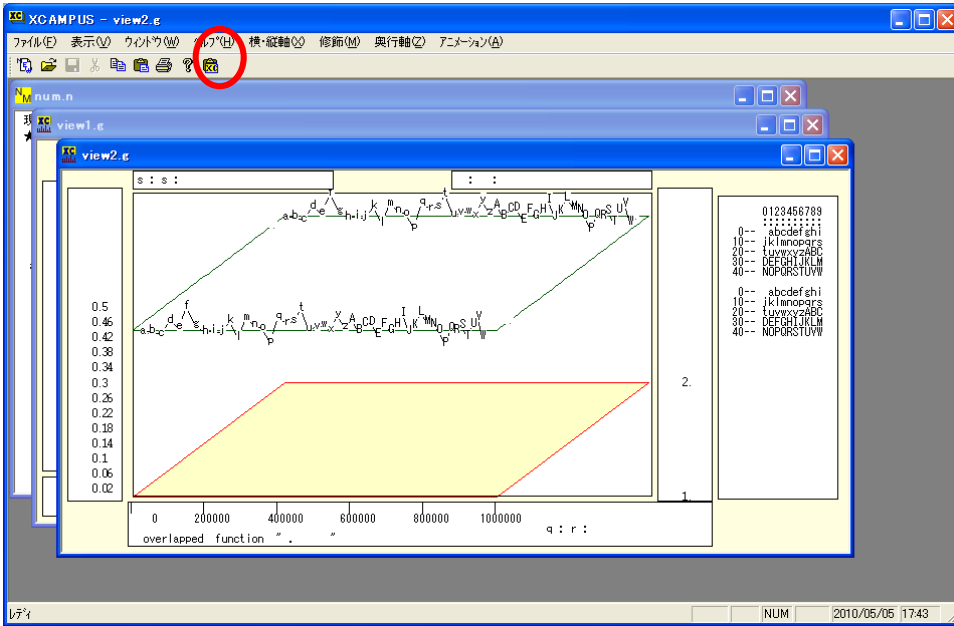 XCAMPUS - view2.g
ファイル(F) 表示(V) ウィンドウ(W) ヘルプ(H) 横・縦軸(X) 修飾(M) 奥行軸(Z) アニメーション(A)
num.n
view1.g
view2.g
s : s :
: :
0123456789
::::::::::
0-- abcdefghi
10-- jklmnopqrs
20-- tuvwxyzABC
30-- DEFGHIJKLM
40-- NOPQRSTUVW
0-- abcdefghi
10-- jklmnopqrs
20-- tuvwxyzABC
30-- DEFGHIJKLM
40-- NOPQRSTUVW
0.5
0.46
0.42
0.38
0.34
0.3
0.26
0.22
0.18
0.14
0.1
0.06
0.02
2.
1.
0 200000 400000 600000 800000 1000000
q : r :
overlapped function " . "
レディ
NUM
2010/05/05 17:43